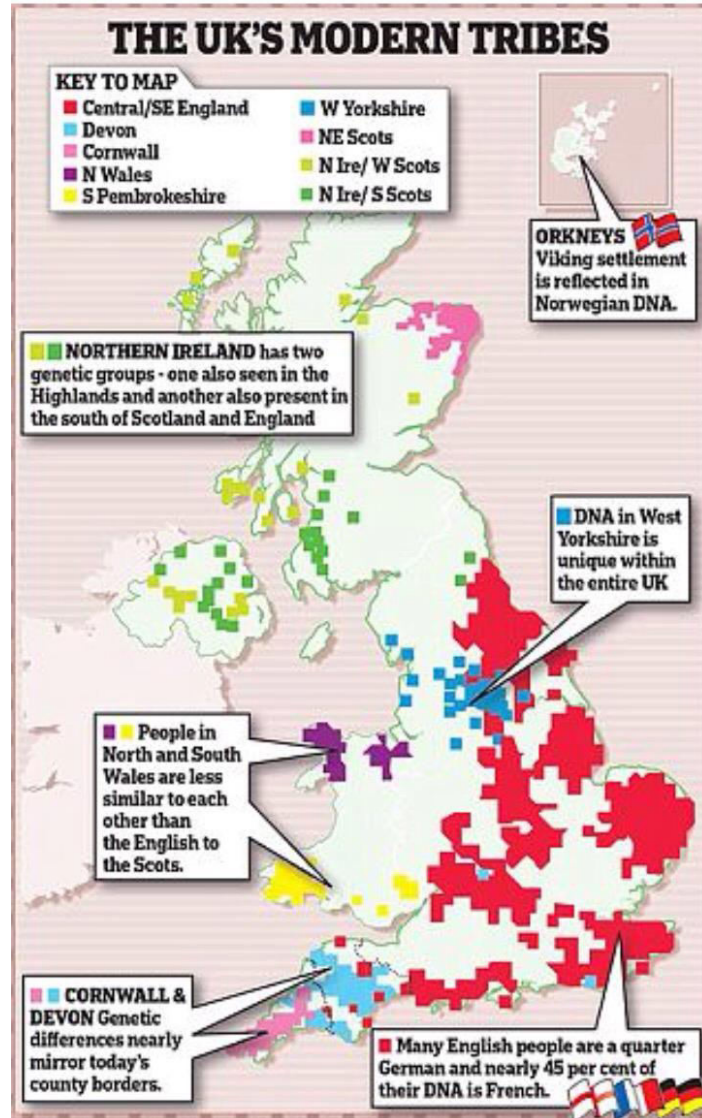 THE UK'S MODERN TRIBES
KEY TO MAP
Central/SE England
Devon
Cornwall
N Wales
S Pembrokeshire
W Yorkshire
NE Scots
N Ire/ W Scots
N Ire/ S Scots
ORKNEYS
Viking settlement
is reflected in
Norwegian DNA.
NORTHERN IRELAND has two
genetic groups - one also seen in the
Highlands and another also present in
the south of Scotland and England
DNA in West
Yorkshire is
unique within
the entire UK
People in
North and South
Wales are less
similar to each
other than
the English to
the Scots.
CORNWALL &
DEVON Genetic
differences nearly
mirror today's
county borders.
Many English people are a quarter
German and nearly 45 per cent of
their DNA is French.